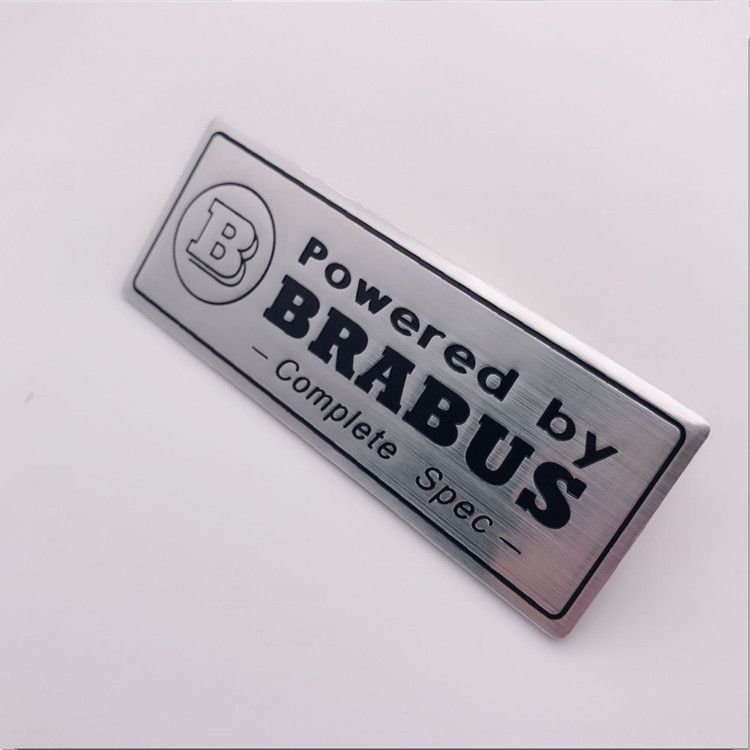 B
Powered by
BRABUS
– Complete Spec –